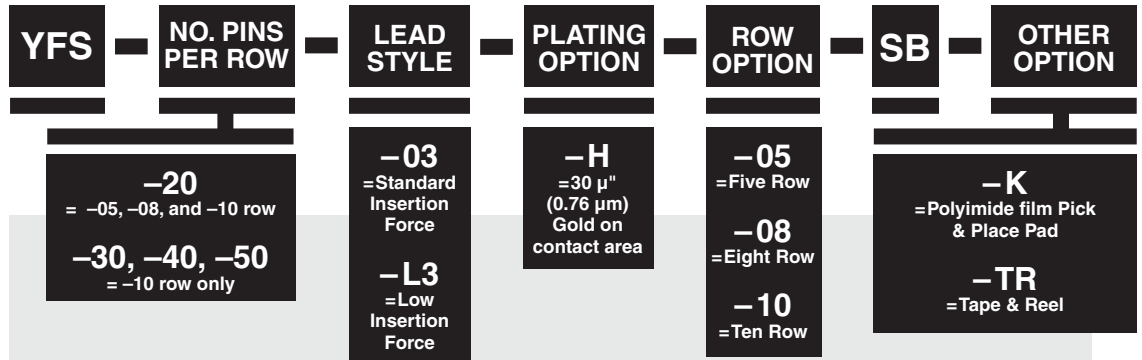 YFS
NO. PINS
PER ROW
LEAD
STYLE
PLATING
OPTION
ROW
OPTION
SB
OTHER
OPTION
–20
= –05, –08, and –10 row
–30, –40, –50
= –10 row only
–03
=Standard
Insertion
Force
–L3
=Low
Insertion
Force
–H
=30 µ"
(0.76 µm)
Gold on
contact area
–05
=Five Row
–08
=Eight Row
–10
=Ten Row
–K
=Polyimide film Pick
& Place Pad
–TR
=Tape & Reel